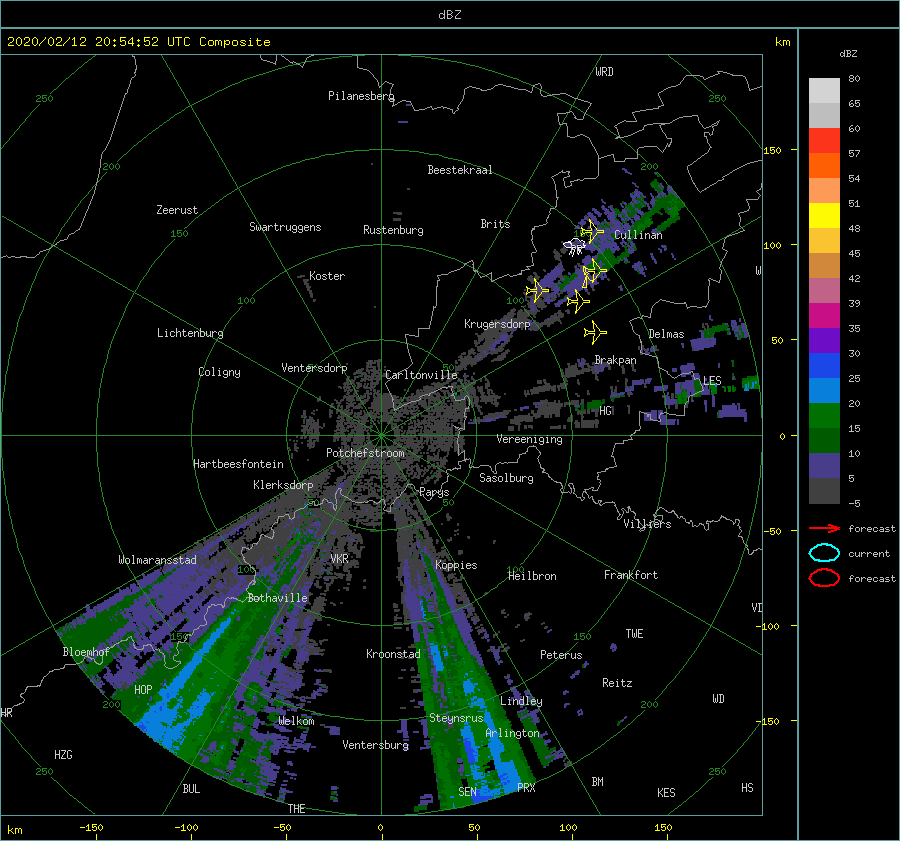 dBZ
2020/02/12 20:54:52 UTC Composite
km
dBZ
WRD
250
Pilanesberg
250
80
65
60
57
54
51
48
45
42
39
35
30
25
20
15
10
5
-5
150
200
Beestekraal
200
Zeerust
150
Swartruggens
Rustenburg
Brits
Cullinan
100
Koster
W
100
100
Krugersdorp
Lichtenburg
Delmas
50
Brakpan
Coligny
Ventersdorp
Carltonville
LES
HG
Vereeniging
0
Potchefstroom
Hartbeesfontein
Klerksdorp
Sasolburg
Parys
50
50
Villiers
forecast
-50
Wolmaransstad
VKR
Koppies
current
100
100
Heilbron
Frankfort
forecast
Bothaville
VD
-100
150
150
TWE
Bloemhof
Kroonstad
Peterus
HOP
Reitz
HR
200
Lindley
200
WD
Welkom
Steynsrus
-150
Arlington
Ventersburg
HZG
250
250
BUL
SEN
PRX
BM
KES
HS
THE
km
-150
-100
-50
0
50
100
150